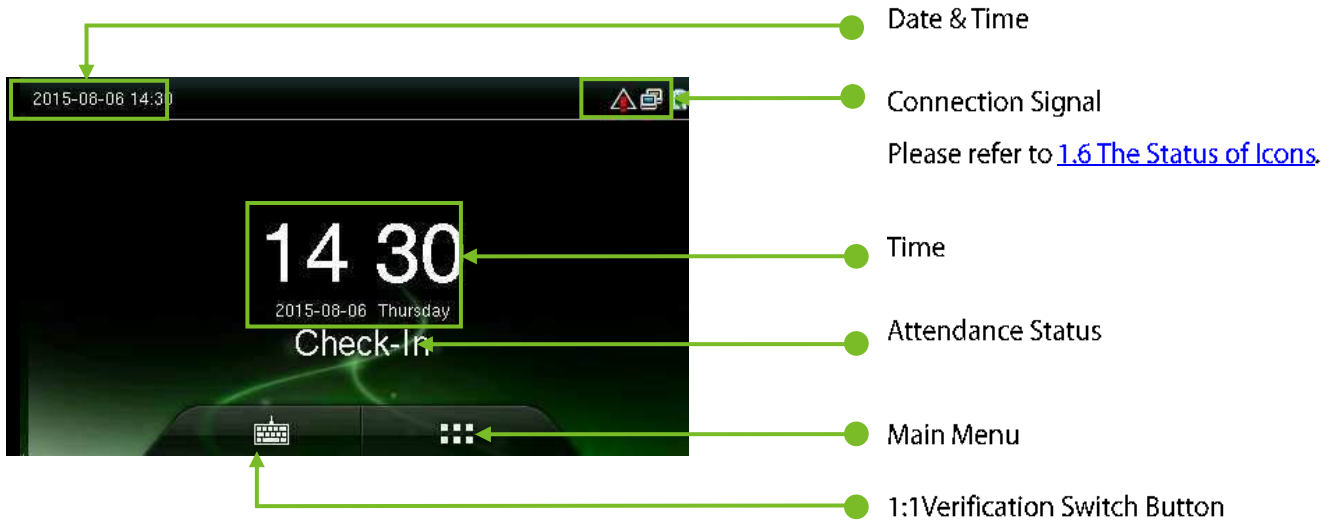 Date & Time
2015-08-06 14:30
Connection Signal
Please refer to 1.6 The Status of Icons.
14 30
Time
2015-08-06 Thursday
Check-In
Attendance Status
Main Menu
1:1Verification Switch Button